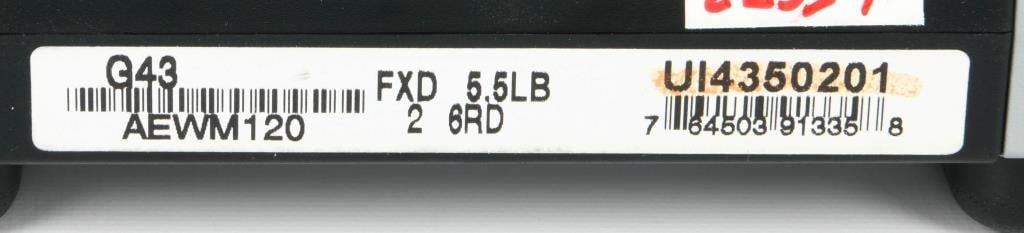 G43
AEWM120
FXD 5.5LB
2 6RD
UI4350201
7 64503 91335 8